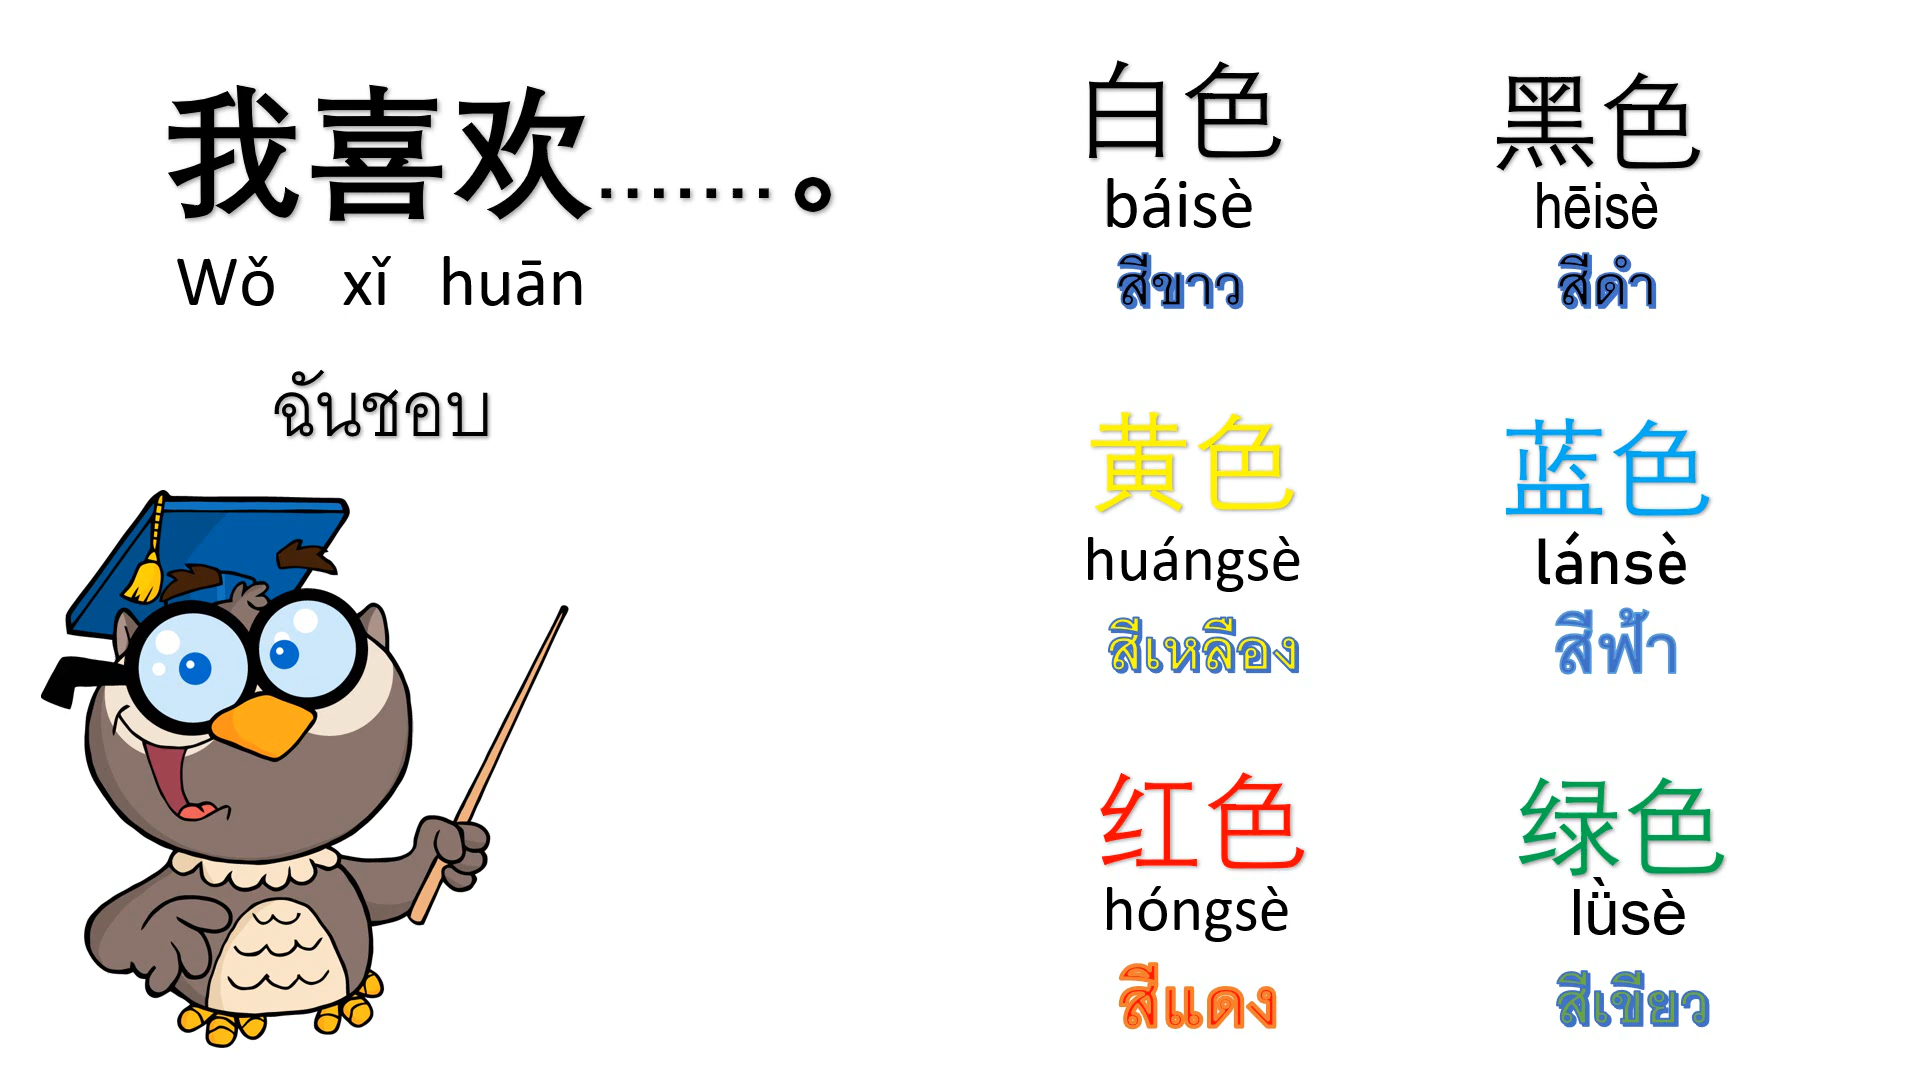 我喜欢.......。
Wǒ xǐ huān
ฉันชอบ
白色
báisè
สีขาว
黑色
hēisè
สีดำ
黄色
huángsè
สีเหลือง
蓝色
lánsè
สีฟ้า
红色
hóngsè
สีแดง
绿色
lǜsè
สีเขียว